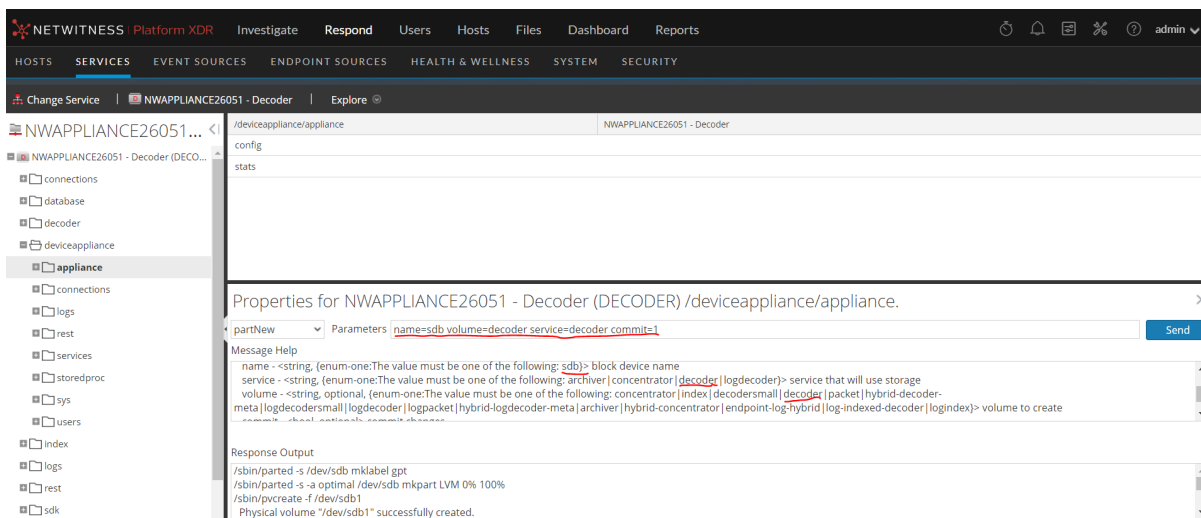 NETWITNESS Platform XDR Investigate Respond Users Hosts Files Dashboard Reports admin
HOSTS SERVICES EVENT SOURCES ENDPOINT SOURCES HEALTH & WELLNESS SYSTEM SECURITY
Change Service NWAPPLIANCE26051 - Decoder Explore
NWAPPLIANCE26051...
NWAPPLIANCE26051 - Decoder (DECO...
connections
database
decoder
deviceappliance
appliance
connections
logs
rest
services
storedproc
sys
users
index
logs
rest
sdk
/deviceappliance/appliance NWAPPLIANCE26051 - Decoder
config
stats
Properties for NWAPPLIANCE26051 - Decoder (DECODER) /deviceappliance/appliance.
partNew Parameters name=sdb volume=decoder service=decoder commit=1 Send
Message Help
name - <string, {enum-one:The value must be one of the following: sdb}> block device name
service - <string, {enum-one:The value must be one of the following: archiver|concentrator|decoder|logdecoder}> service that will use storage
volume - <string, optional, {enum-one:The value must be one of the following: concentrator|index|decodersmall|decoder|packet|hybrid-decoder-
meta|logdecodersmall|logdecoder|logpacket|hybrid-logdecoder-meta|archiver|hybrid-concentrator|endpoint-log-hybrid|log-indexed-decoder|logindex}> volume to create
commit - <bool, optional> commit changes
Response Output
/sbin/parted -s /dev/sdb mklabel gpt
/sbin/parted -s -a optimal /dev/sdb mkpart LVM 0% 100%
/sbin/pvcreate -f /dev/sdb1
Physical volume "/dev/sdb1" successfully created.